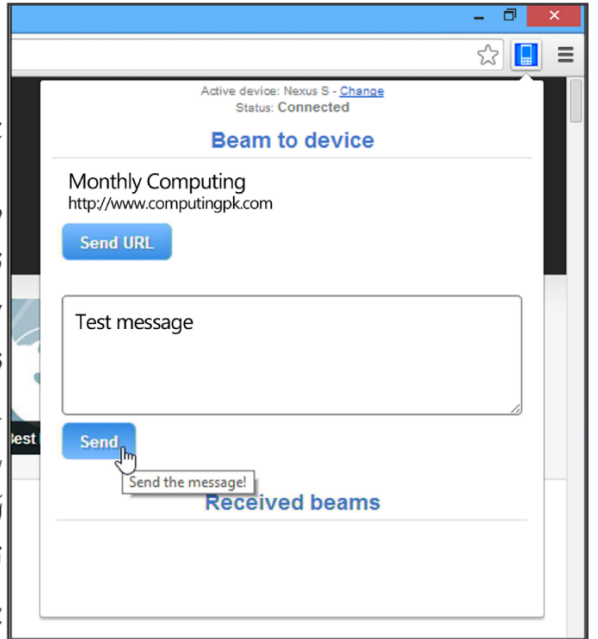 Active device: Nexus S - Change
Status: Connected
Beam to device
Monthly Computing
http://www.computingpk.com
Send URL
Test message
Send
Send the message!
Received beams